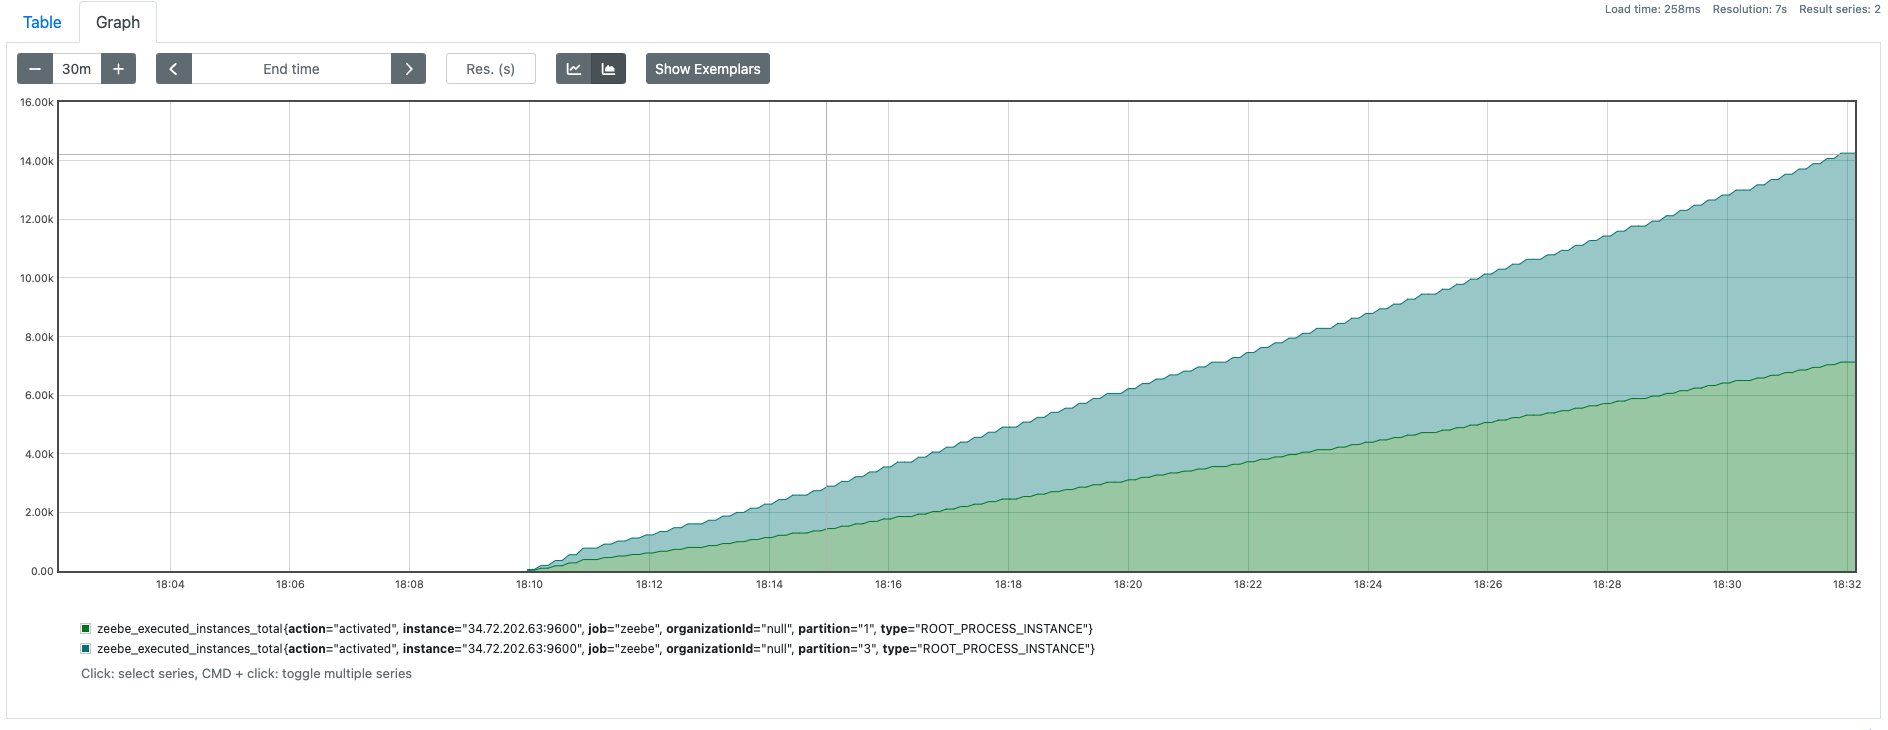 Table Graph Load time: 258ms Resolution: 7s Result series: 2
− 30m + End time Res. (s) Show Exemplars
16.00k
14.00k
12.00k
10.00k
8.00k
6.00k
4.00k
2.00k
0.00
18:04 18:06 18:08 18:10 18:12 18:14 18:16 18:18 18:20 18:22 18:24 18:26 18:28 18:30 18:32
zeebe_executed_instances_total{action="activated", instance="34.72.202.63:9600", job="zeebe", organizationId="null", partition="1", type="ROOT_PROCESS_INSTANCE"}
zeebe_executed_instances_total{action="activated", instance="34.72.202.63:9600", job="zeebe", organizationId="null", partition="3", type="ROOT_PROCESS_INSTANCE"}
Click: select series, CMD + click: toggle multiple series